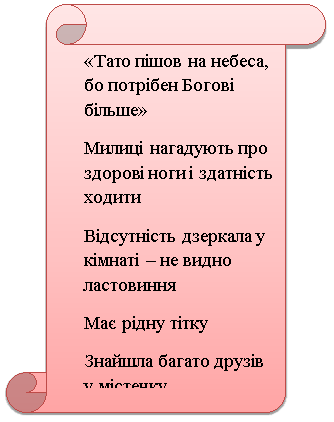 «Тато пішов на небеса,
бо потрібен Богові
більше»
Милиці нагадують про
здорові ноги і здатність
ходити
Відсутність дзеркала у
кімнаті – не видно
ластовиння
Має рідну тітку
Знайшла багато друзів
у містечку